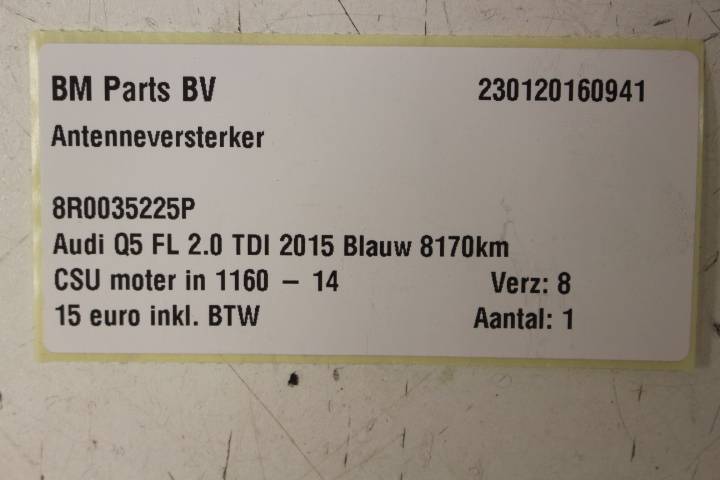 BM Parts BV 230120160941
Antenneversterker
8R0035225P
Audi Q5 FL 2.0 TDI 2015 Blauw 8170km
CSU moter in 1160 – 14 Verz: 8
15 euro inkl. BTW Aantal: 1